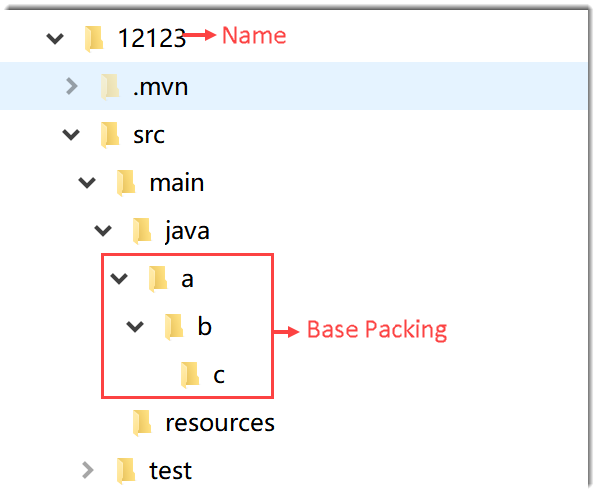 12123 Name
.mvn
src
main
java
a
b
Base Packing
c
resources
test